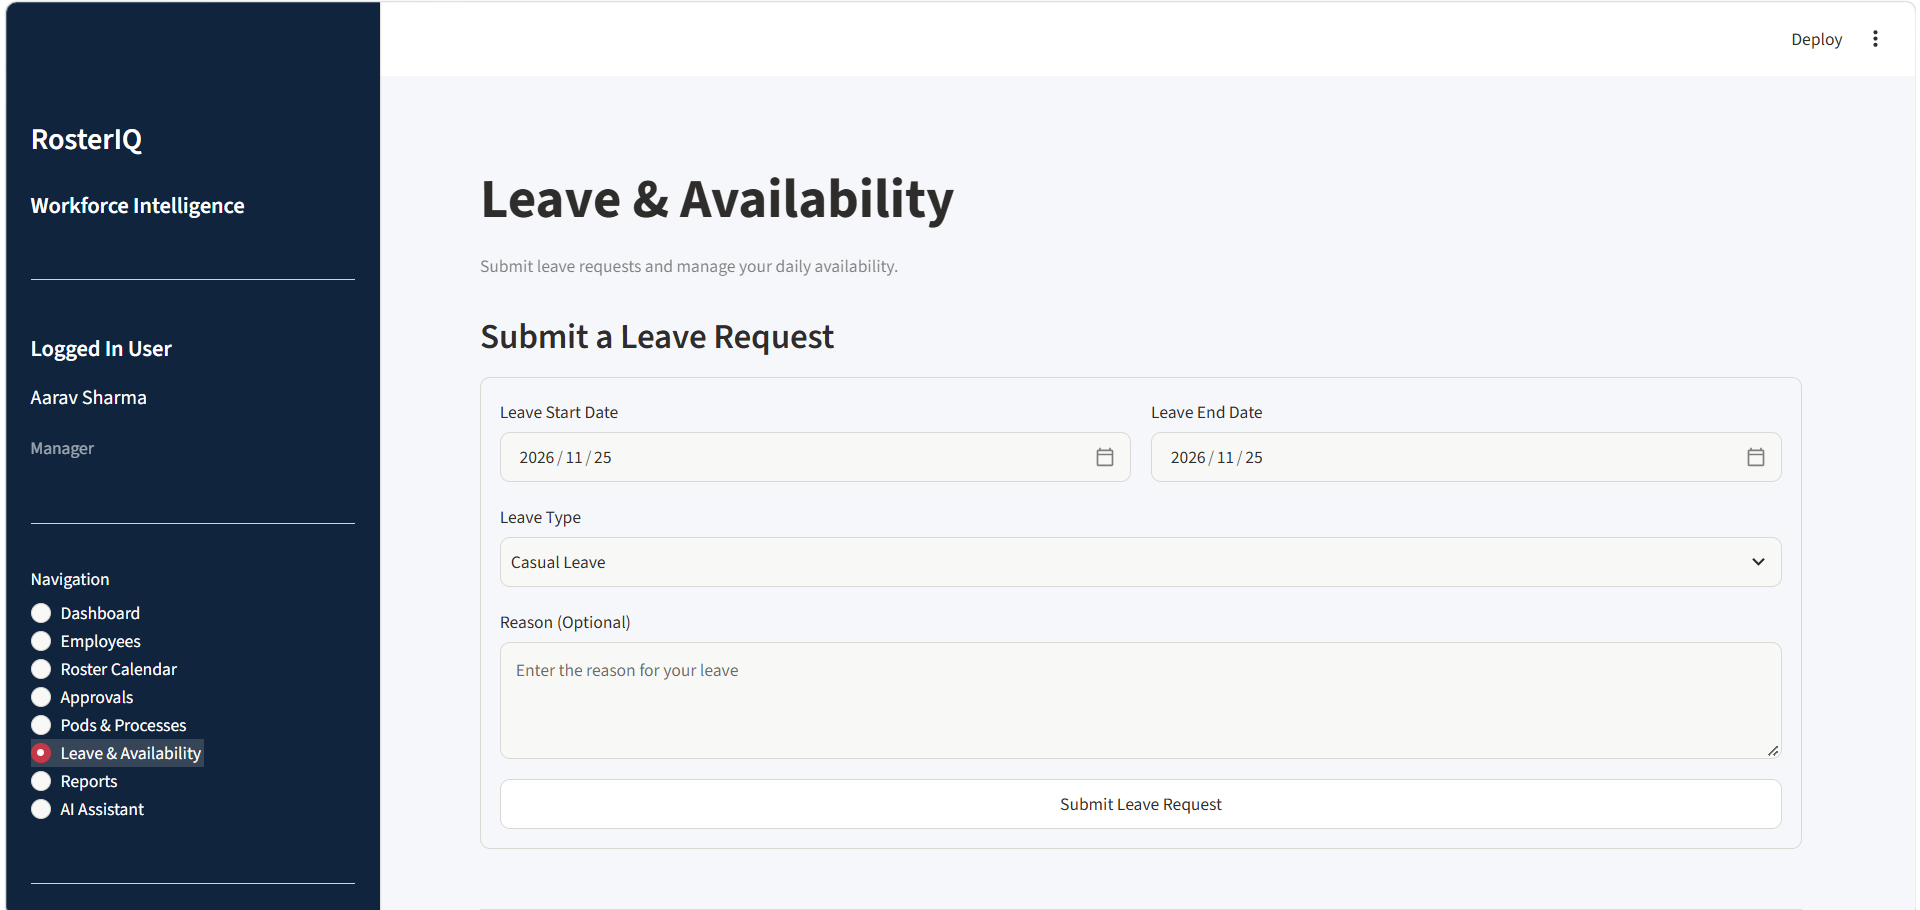 Deploy
RosterIQ
Workforce Intelligence
Logged In User
Aarav Sharma
Manager
Navigation
Dashboard
Employees
Roster Calendar
Approvals
Pods & Processes
Leave & Availability
Reports
AI Assistant
Leave & Availability
Submit leave requests and manage your daily availability.
Submit a Leave Request
Leave Start Date
2026/11/25
Leave End Date
2026/11/25
Leave Type
Casual Leave
Reason (Optional)
Enter the reason for your leave
Submit Leave Request